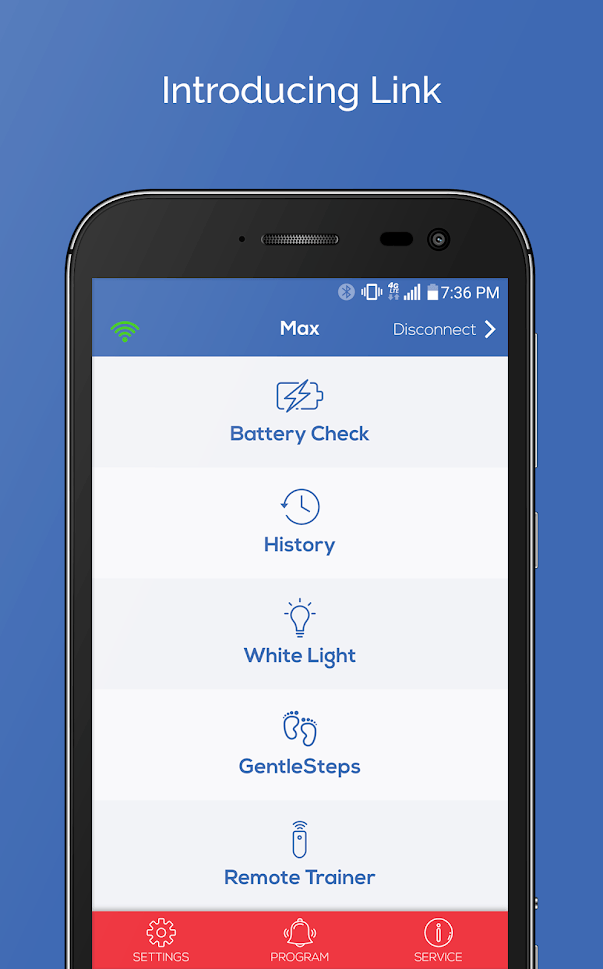 Introducing Link
4G
LTE
7:36 PM
Max
Disconnect
Battery Check
History
White Light
GentleSteps
Remote Trainer
SETTINGS
PROGRAM
SERVICE